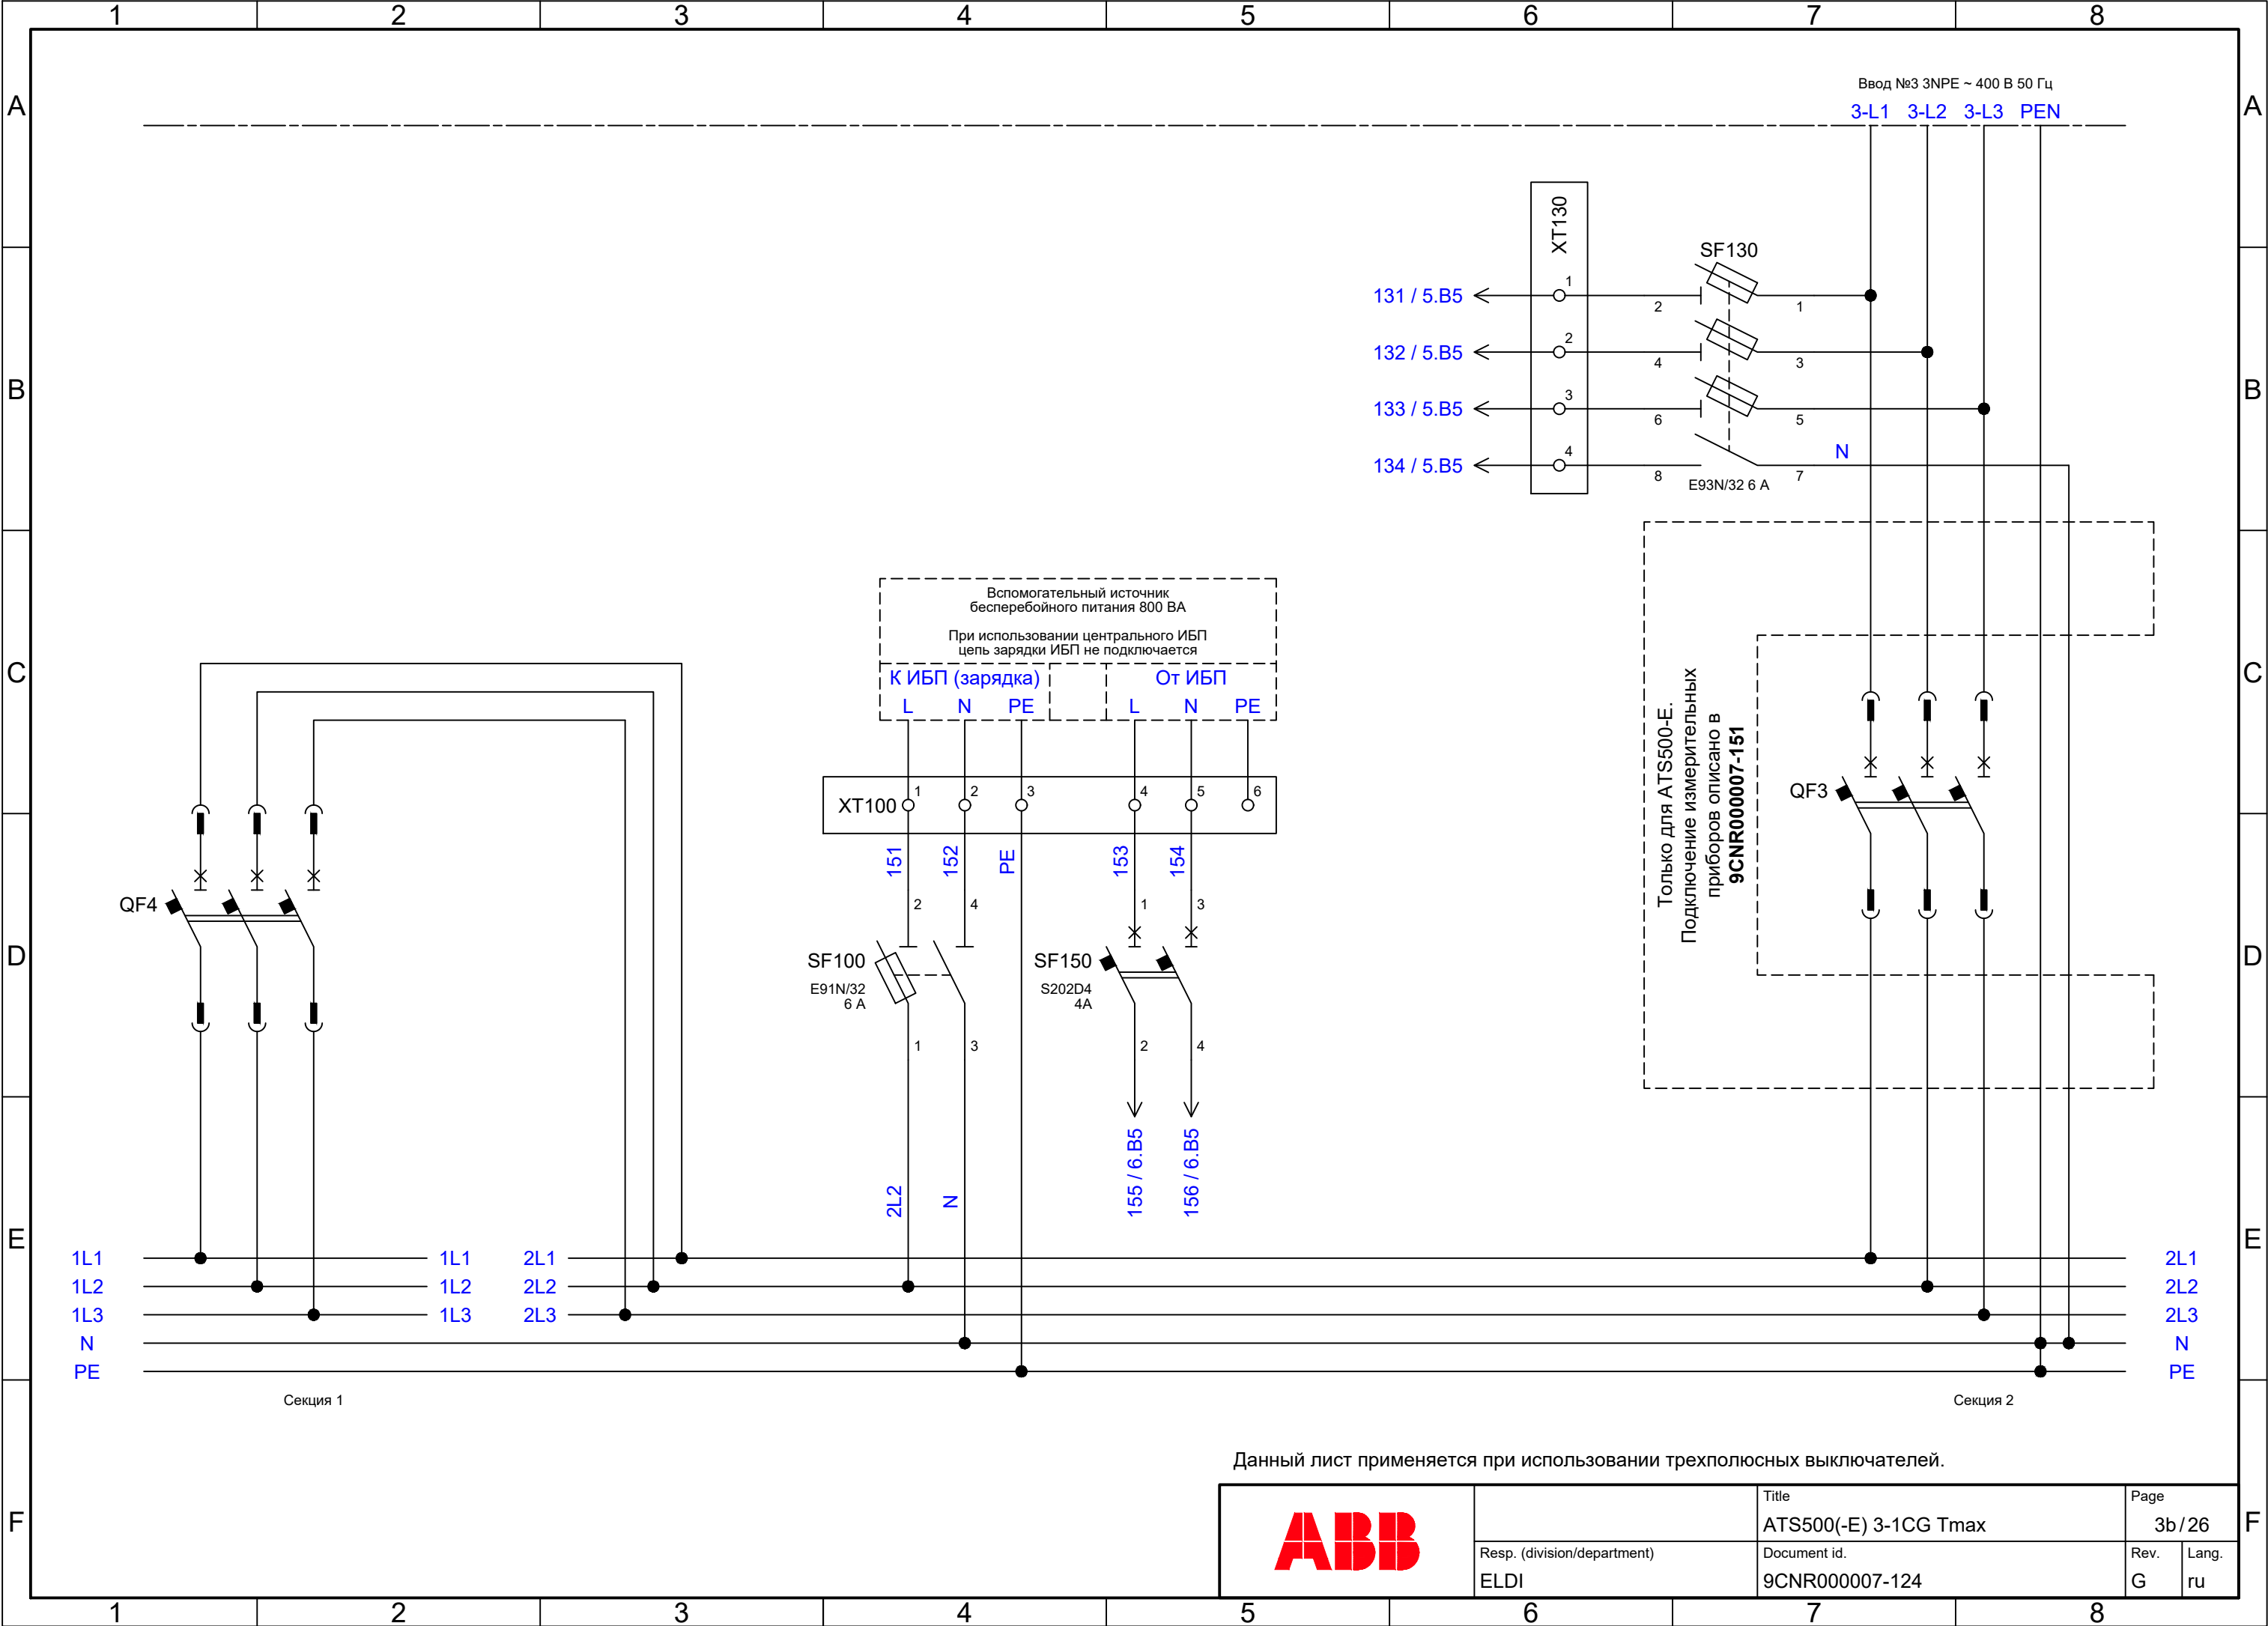 1 2 3 4 5 6 7 8
A A
Ввод №3 3NPE ~ 400 В 50 Гц
3-L1 3-L2 3-L3 PEN
XT130
SF130
131 / 5.B5 1 2 1
132 / 5.B5 2 4 3
133 / 5.B5 3 6 5
134 / 5.B5 4 8 7 N
E93N/32 6 A
B B
Вспомогательный источник
бесперебойного питания 800 ВА
При использовании центрального ИБП
цепь зарядки ИБП не подключается
К ИБП (зарядка) От ИБП
L N PE L N PE
C C
Только для ATS500-E.
Подключение измерительных
приборов описано в
9CNR000007-151
XT100 1 2 3 4 5 6
QF3
151 152 PE 153 154
QF4
2 4 1 3
D D
SF100
E91N/32
6 A
SF150
S202D4
4A
1 3 2 4
2L2 N 155 / 6.B5 156 / 6.B5
E E
1L1 1L1 2L1 2L1
1L2 1L2 2L2 2L2
1L3 1L3 2L3 2L3
N N
PE PE
Секция 1 Секция 2
Данный лист применяется при использовании трехполюсных выключателей.
F F
ABB
Title
ATS500(-E) 3-1CG Tmax
Page
3b/26
Resp. (division/department)
ELDI
Document id.
9CNR000007-124
Rev.
G
Lang.
ru
1 2 3 4 5 6 7 8